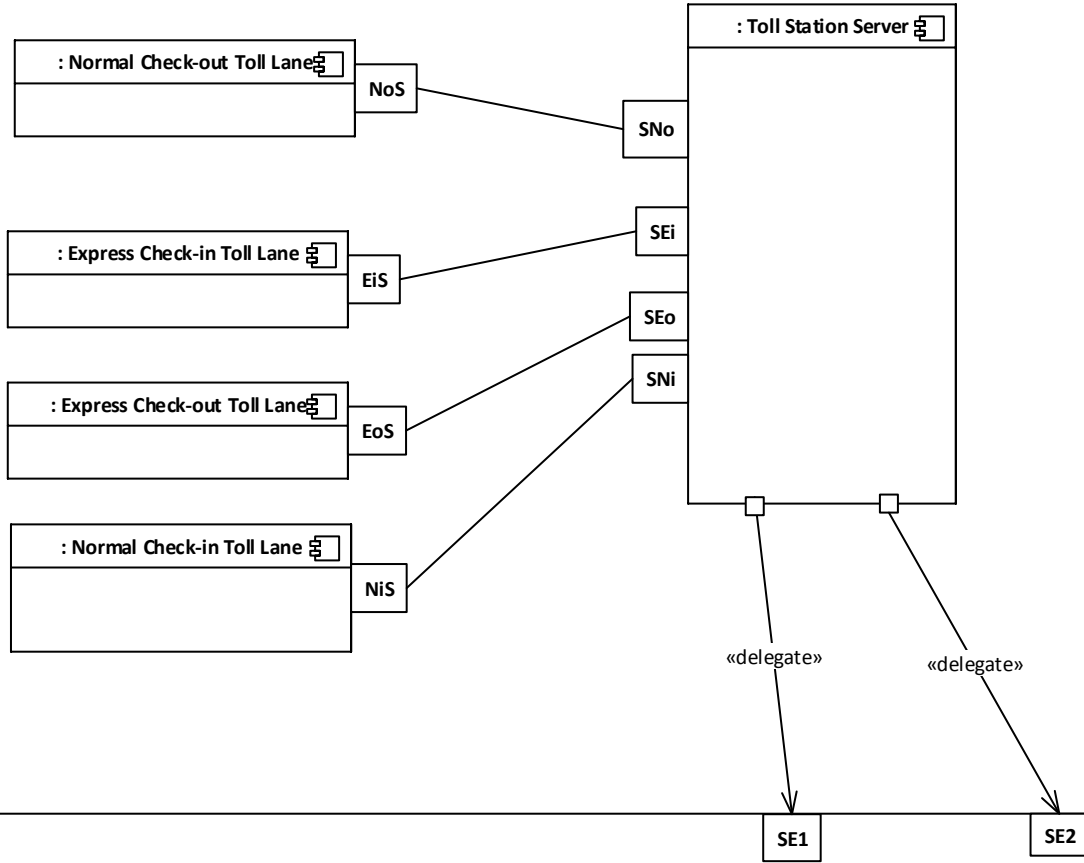 : Toll Station Server
: Normal Check-out Toll Lane
NoS
SNo
SEi
: Express Check-in Toll Lane
EiS
SEo
SNi
: Express Check-out Toll Lane
EoS
: Normal Check-in Toll Lane
NiS
«delegate»
«delegate»
SE1
SE2